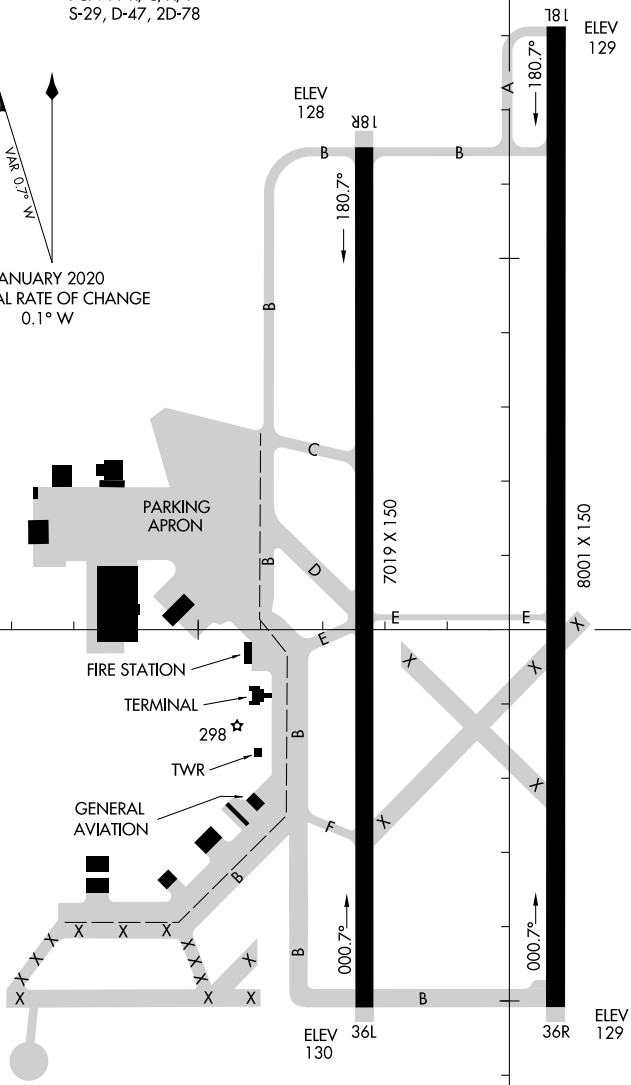 S-29, D-47, 2D-78
18L
ELEV
129
180.7°
A
ELEV
128
18R
B
B
180.7°
VAR 0.7° W
ANUARY 2020
AL RATE OF CHANGE
0.1° W
B
C
PARKING
APRON
7019 X 150
8001 X 150
B
D
E
E
E
X
FIRE STATION
X
X
TERMINAL
298
B
TWR
X
GENERAL
AVIATION
F
X
B
X
X
X
X
X
X
X
X
X
X
X
X
X
B
000.7°
000.7°
B
36L
ELEV
130
36R
ELEV
129